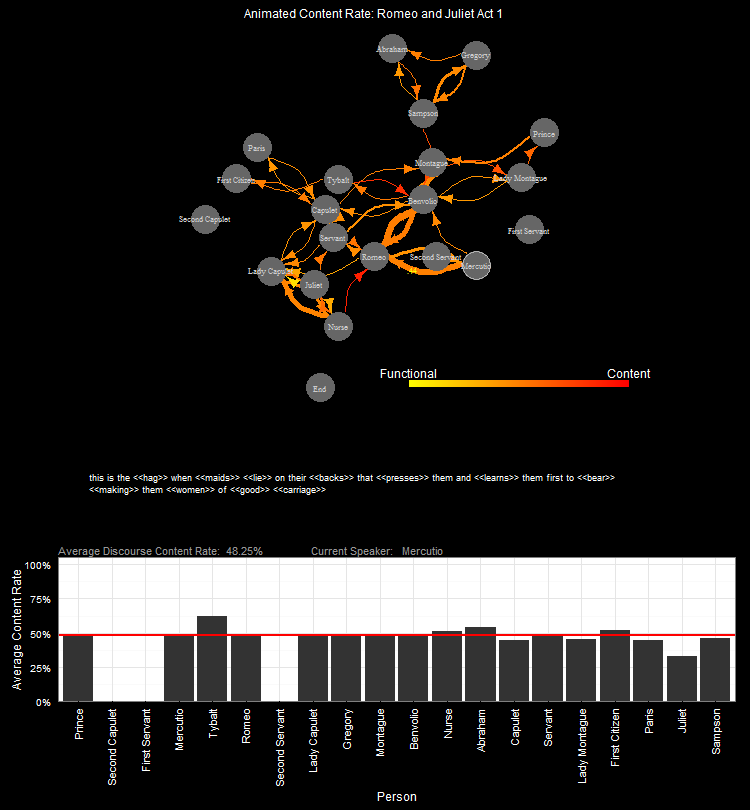 Animated Content Rate: Romeo and Juliet Act 1
Abraham
Gregory
Sampson
Prince
Paris
Montague
First Citizen
Tybalt
Lady Montague
Benvolio
Capulet
Second Capulet
First Servant
Servant
Romeo
Second Servant
Mercutio
.44
Lady Capulet
Juliet
Nurse
End
Functional Content
this is the <<hag>> when <<maids>> <<lie>> on their <<backs>> that <<presses>> them and <<learns>> them first to <<bear>>
<<making>> them <<women>> of <<good>> <<carriage>>
Average Discourse Content Rate: 48.25% Current Speaker: Mercutio
Average Content Rate
100%
75%
50%
25%
0%
Prince
Second Capulet
First Servant
Mercutio
Tybalt
Romeo
Second Servant
Lady Capulet
Gregory
Montague
Benvolio
Nurse
Abraham
Capulet
Servant
Lady Montague
First Citizen
Paris
Juliet
Sampson
Person